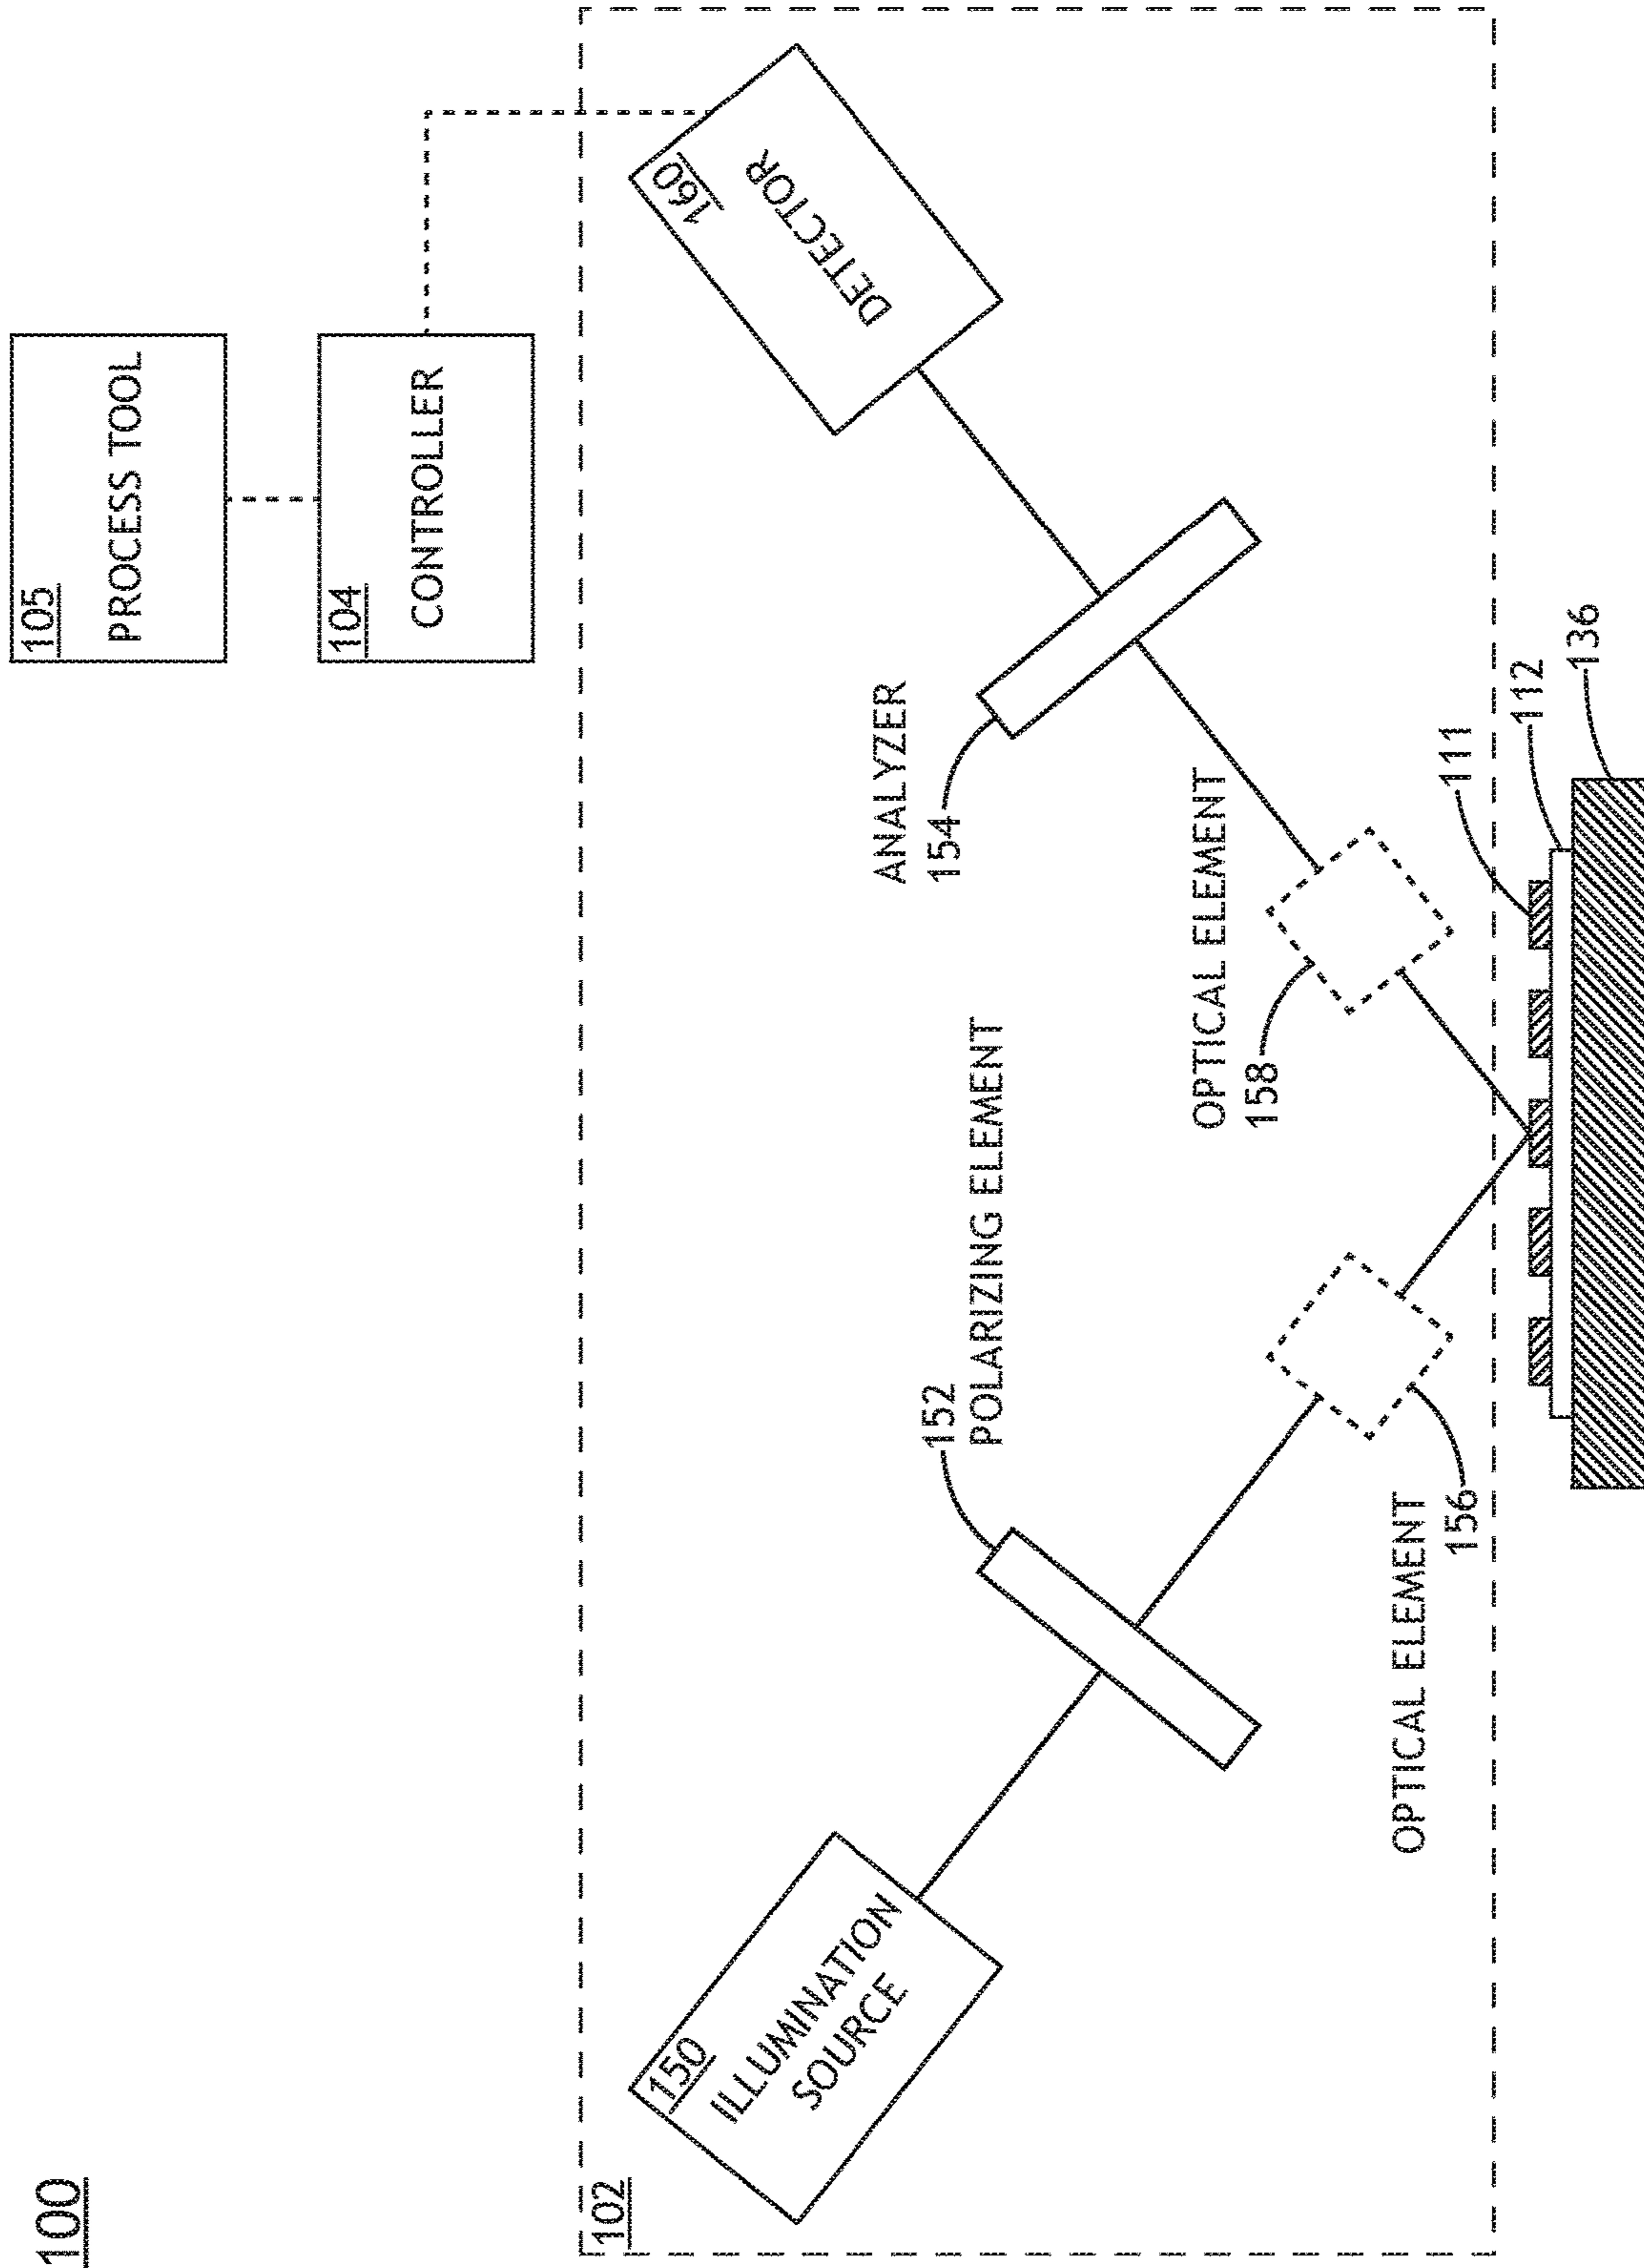 100
105
PROCESS TOOL
104
CONTROLLER
102
150
ILLUMINATION
SOURCE
160
DETECTOR
152
POLARIZING ELEMENT
ANALYZER
154
OPTICAL ELEMENT
156
OPTICAL ELEMENT
158
111
112
136